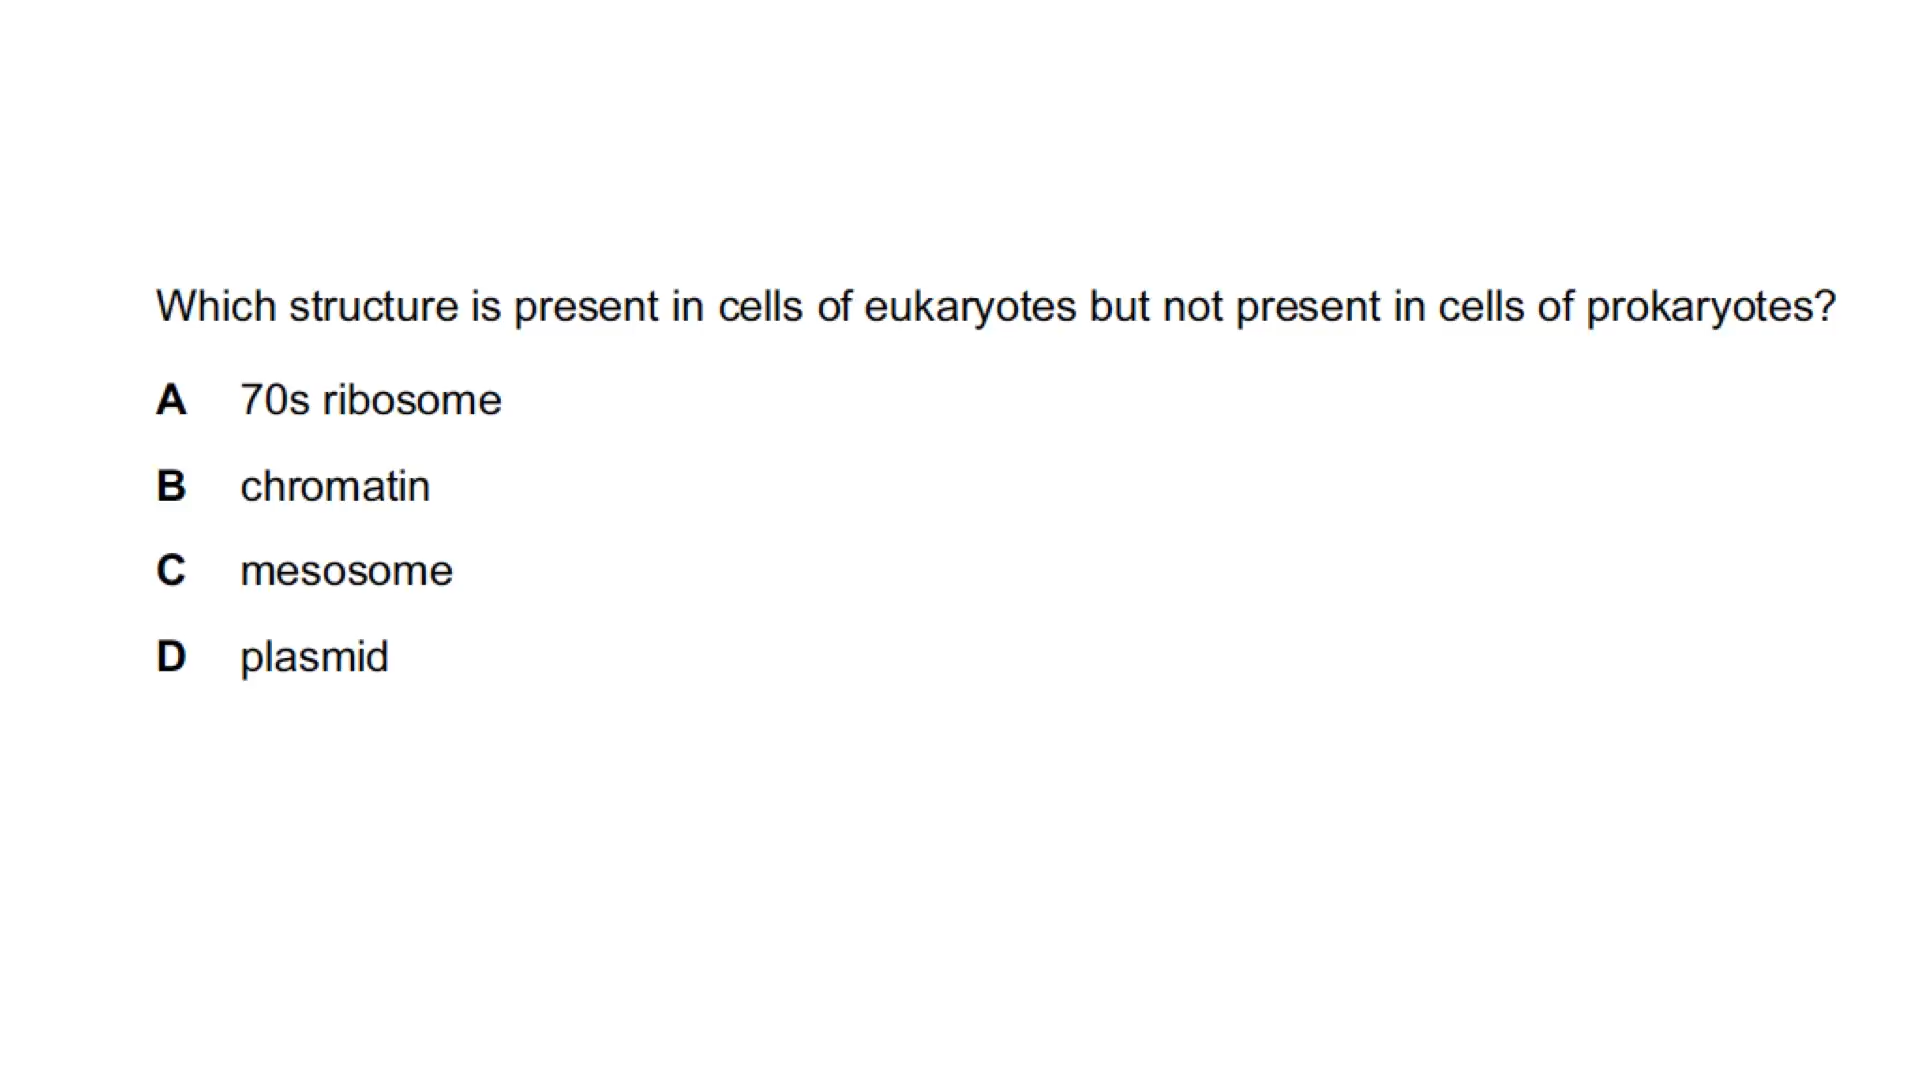 Which structure is present in cells of eukaryotes but not present in cells of prokaryotes?
A 70s ribosome
B chromatin
C mesosome
D plasmid